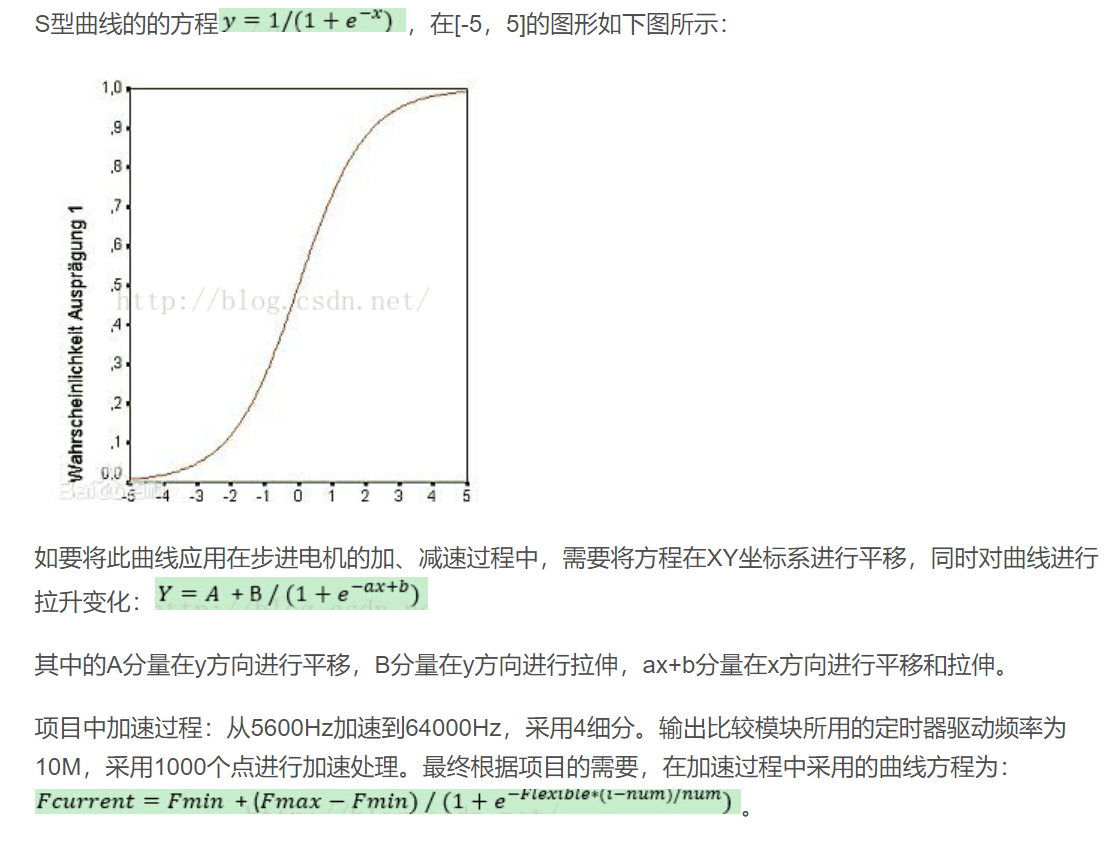 S型曲线的的方程y = 1/(1 + e^{-x})，在[-5，5]的图形如下图所示：
1,0
,9
,8
,7
,6
,5
,4
,3
,2
,1
0,0
Wahrscheinlichkeit Ausprägung 1
http://blog.csdn.net/
-5 -4 -3 -2 -1 0 1 2 3 4 5
如要将此曲线应用在步进电机的加、减速过程中，需要将方程在XY坐标系进行平移，同时对曲线进行
拉升变化：Y = A + B / (1 + e^{-ax+b})
其中的A分量在y方向进行平移，B分量在y方向进行拉伸，ax+b分量在x方向进行平移和拉伸。
项目中加速过程：从5600Hz加速到64000Hz，采用4细分。输出比较模块所用的定时器驱动频率为
10M，采用1000个点进行加速处理。最终根据项目的需要，在加速过程中采用的曲线方程为：
Fcurrent = Fmin + (Fmax − Fmin) / (1 + e^{-Flexible*(i-num)/num})。